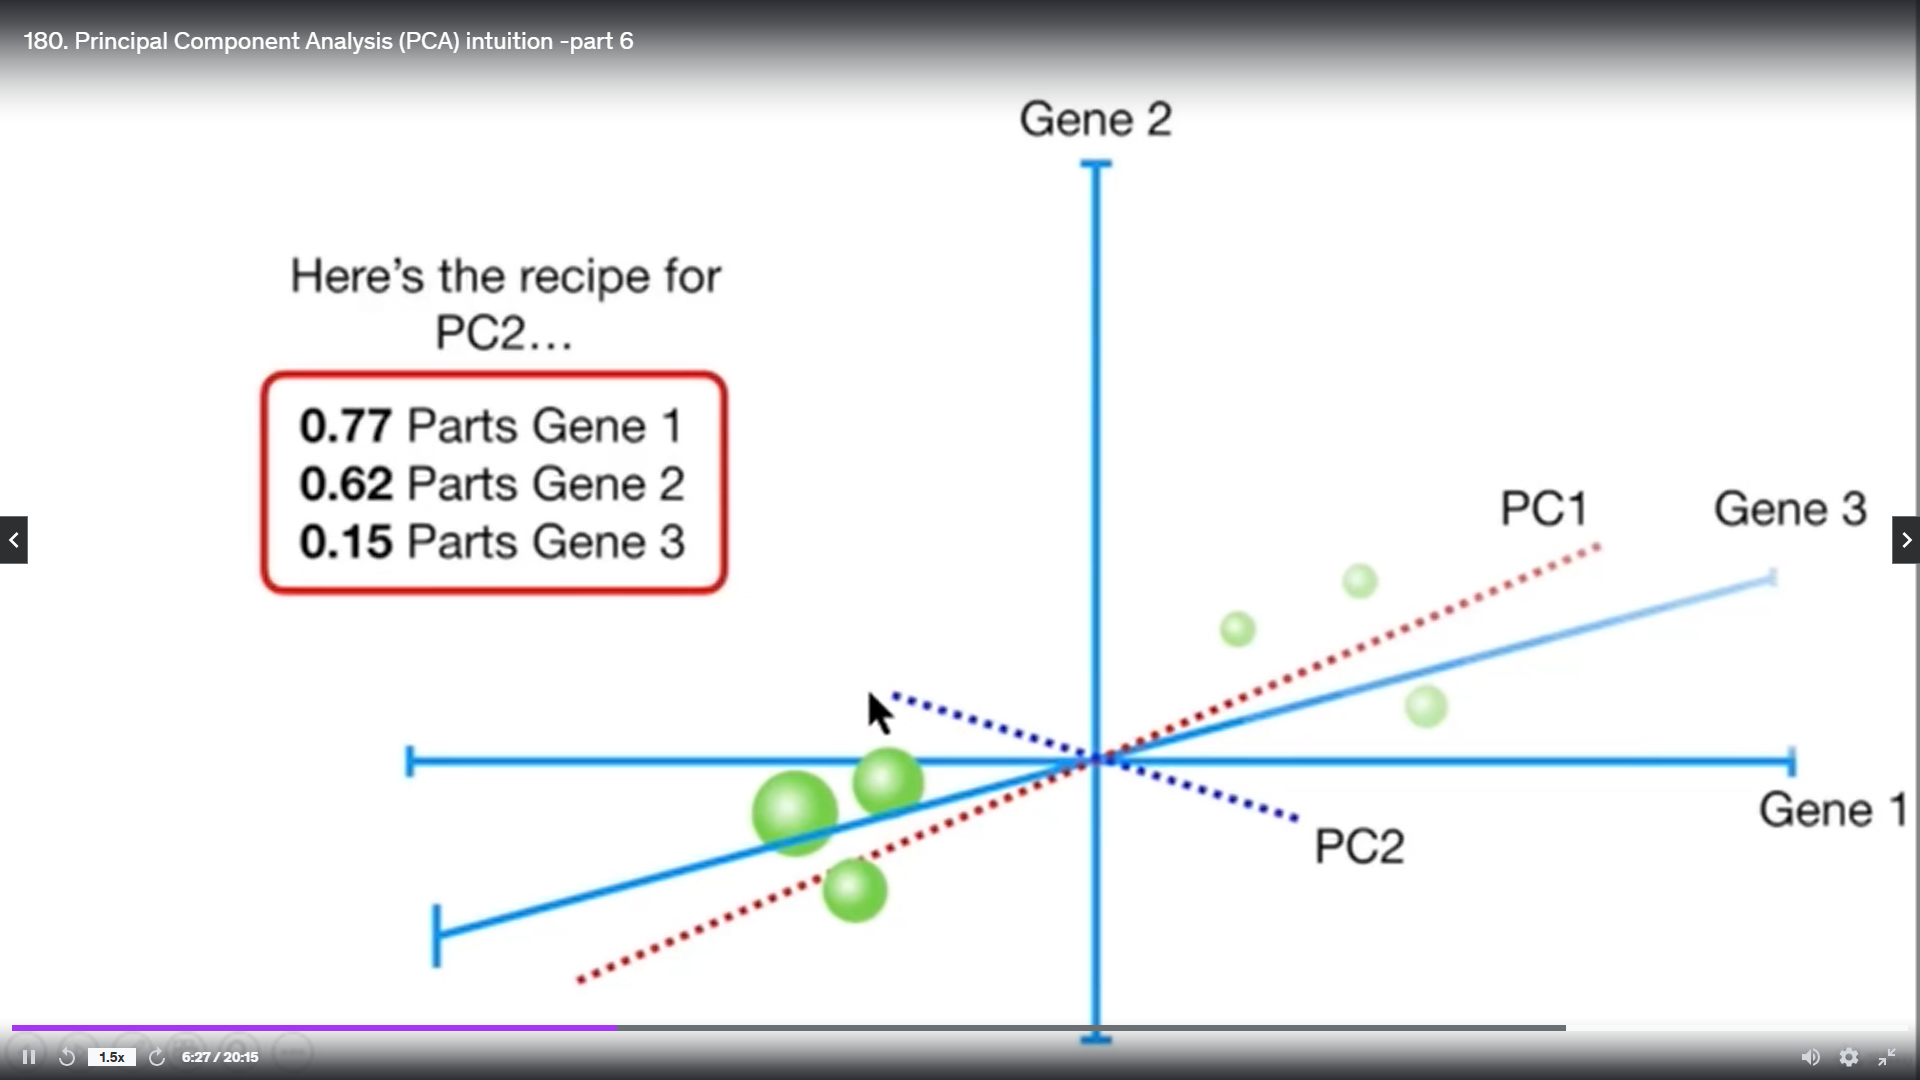 180. Principal Component Analysis (PCA) intuition -part 6
Gene 2
Here's the recipe for
PC2...
0.77 Parts Gene 1
0.62 Parts Gene 2
0.15 Parts Gene 3
PC1
Gene 3
Gene 1
PC2
1.5x
6:27 / 20:15